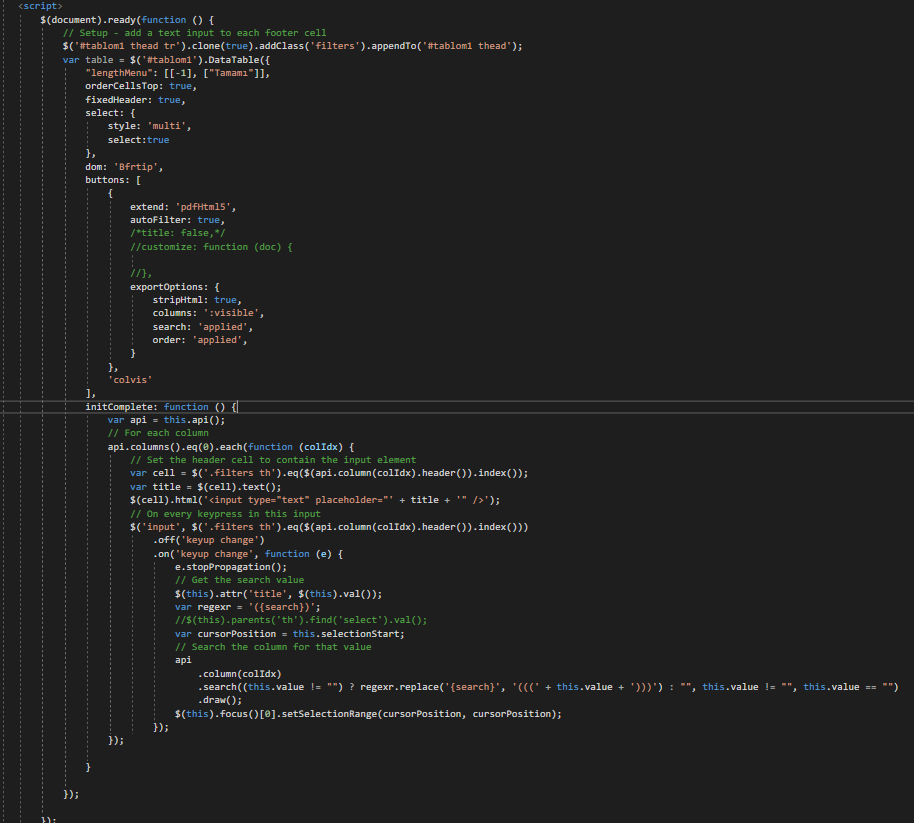 <script>
$(document).ready(function () {
// Setup - add a text input to each footer cell
$('#tablom1 thead tr').clone(true).addClass('filters').appendTo('#tablom1 thead');
var table = $('#tablom1').DataTable({
"lengthMenu": [[-1], ["Tamamı"]],
orderCellsTop: true,
fixedHeader: true,
select: {
style: 'multi',
select:true
},
dom: 'Bfrtip',
buttons: [
{
extend: 'pdfHtml5',
autoFilter: true,
/*title: false,*/
//customize: function (doc) {
//},
exportOptions: {
stripHtml: true,
columns: ':visible',
search: 'applied',
order: 'applied',
}
},
'colvis'
],
initComplete: function () {
var api = this.api();
// For each column
api.columns().eq(0).each(function (colIdx) {
// Set the header cell to contain the input element
var cell = $('.filters th').eq($(api.column(colIdx).header()).index());
var title = $(cell).text();
$(cell).html('<input type="text" placeholder="' + title + '" />');
// On every keypress in this input
$('input', $('.filters th').eq($(api.column(colIdx).header()).index()))
.off('keyup change')
.on('keyup change', function (e) {
e.stopPropagation();
// Get the search value
$(this).attr('title', $(this).val());
var regexr = '({search})';
//$(this).parents('th').find('select').val();
var cursorPosition = this.selectionStart;
// Search the column for that value
api
.column(colIdx)
.search((this.value != "") ? regexr.replace('{search}', '(((' + this.value + ')))') : "", this.value != "", this.value == "")
.draw();
$(this).focus()[0].setSelectionRange(cursorPosition, cursorPosition);
});
});
}
});
});